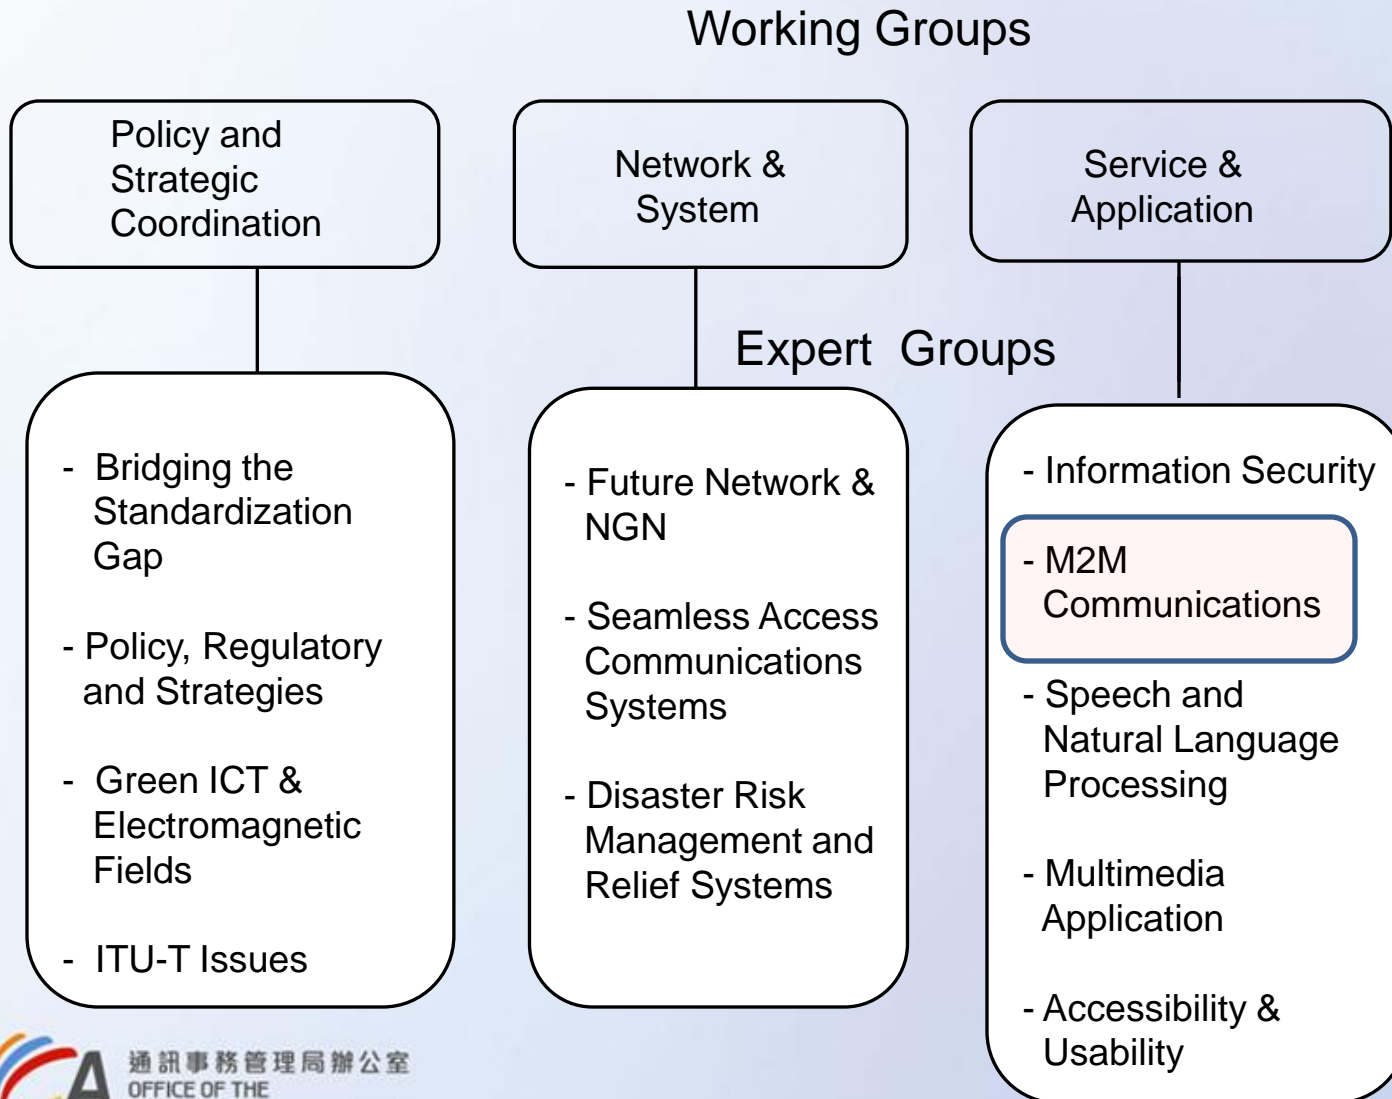 Working Groups
Policy and
Strategic
Coordination
Network &
System
Service &
Application
Expert Groups
- Bridging the
Standardization
Gap
- Policy, Regulatory
and Strategies
- Green ICT &
Electromagnetic
Fields
- ITU-T Issues
- Future Network &
NGN
- Seamless Access
Communications
Systems
- Disaster Risk
Management and
Relief Systems
- Information Security
- M2M
Communications
- Speech and
Natural Language
Processing
- Multimedia
Application
- Accessibility &
Usability
CA
通訊事務管理局辦公室
OFFICE OF THE